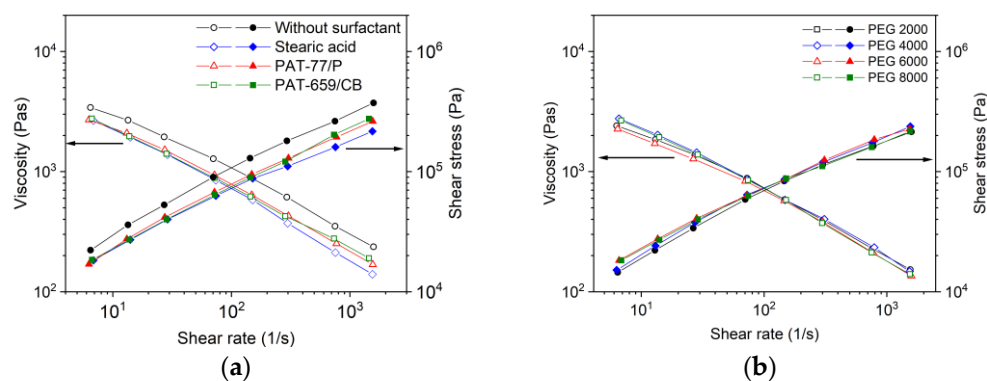 10⁴
10³
10²
Viscosity (Pas)
Without surfactant
Stearic acid
PAT-77/P
PAT-659/CB
10⁶
10⁵
10⁴
Shear stress (Pa)
10¹ 10² 10³
Shear rate (1/s)
(a)
10⁴
10³
10²
Viscosity (Pas)
PEG 2000
PEG 4000
PEG 6000
PEG 8000
10⁶
10⁵
10⁴
Shear stress (Pa)
10¹ 10² 10³
Shear rate (1/s)
(b)